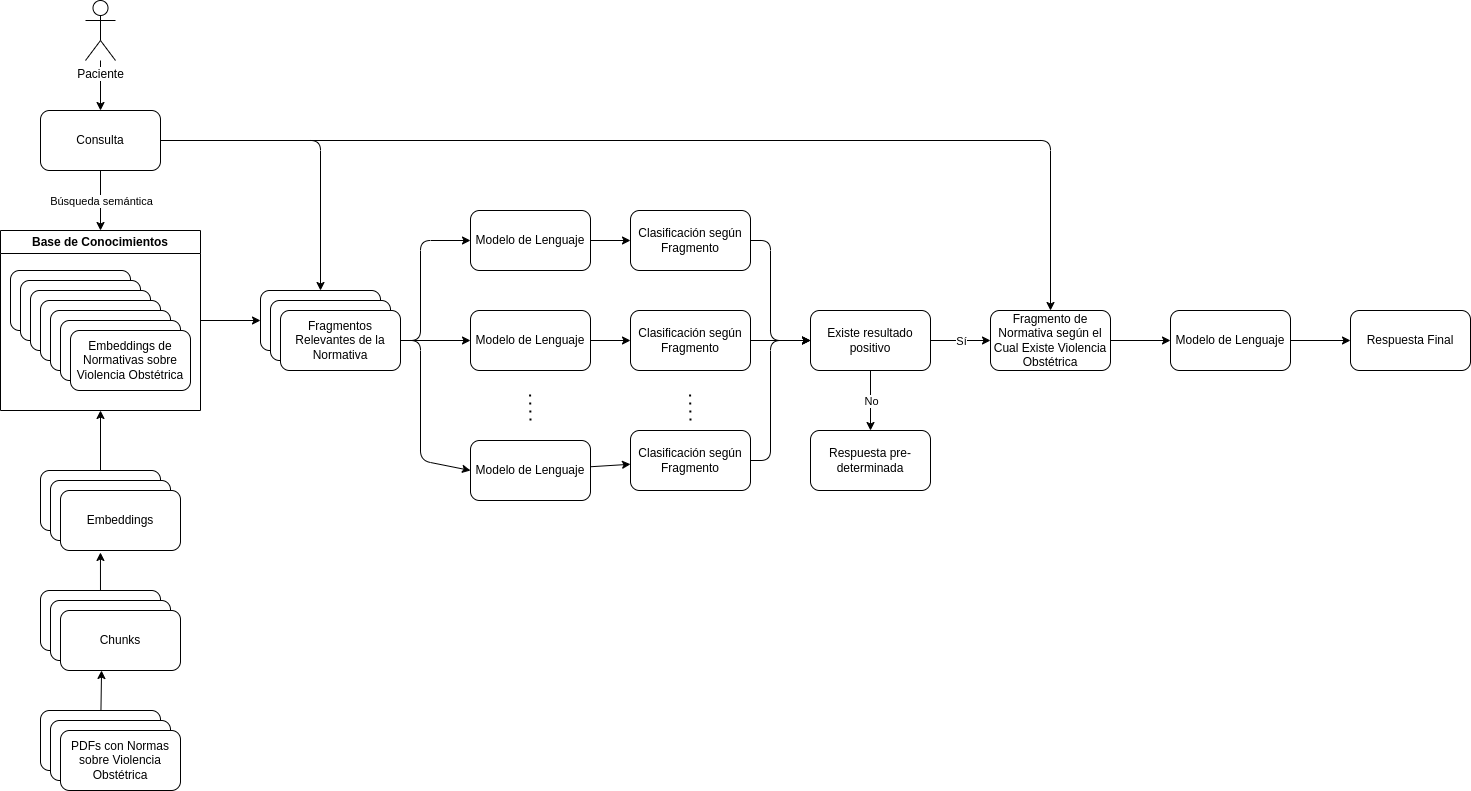 Paciente
Consulta
Búsqueda semántica
Base de Conocimientos
Embeddings de
Normativas sobre
Violencia Obstétrica
Embeddings
Chunks
PDFs con Normas
sobre Violencia
Obstétrica
Fragmentos
Relevantes de la
Normativa
Modelo de Lenguaje
Clasificación según
Fragmento
Modelo de Lenguaje
Clasificación según
Fragmento
Modelo de Lenguaje
Clasificación según
Fragmento
Existe resultado
positivo
No
Respuesta pre-
determinada
Sí
Fragmento de
Normativa según el
Cual Existe Violencia
Obstétrica
Modelo de Lenguaje
Respuesta Final